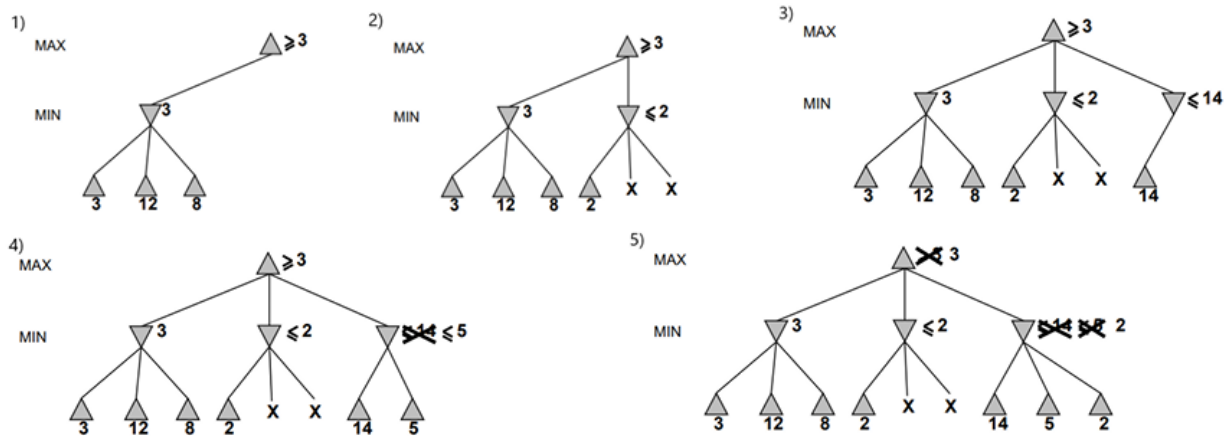 1)
MAX
⩾ 3
MIN
3
3 12 8
2)
MAX
⩾ 3
MIN
3 ⩽ 2
X X
3 12 8 2
3)
MAX
⩾ 3
MIN
3 ⩽ 2 ⩽ 14
X X
3 12 8 2 14
4)
MAX
⩾ 3
MIN
3 ⩽ 2 ⩽ 14 ⩽ 5
X X
3 12 8 2 14 5
5)
MAX
3
MIN
3 ⩽ 2 ⩽ 14 ⩽ 5 2
X X
3 12 8 2 14 5 2